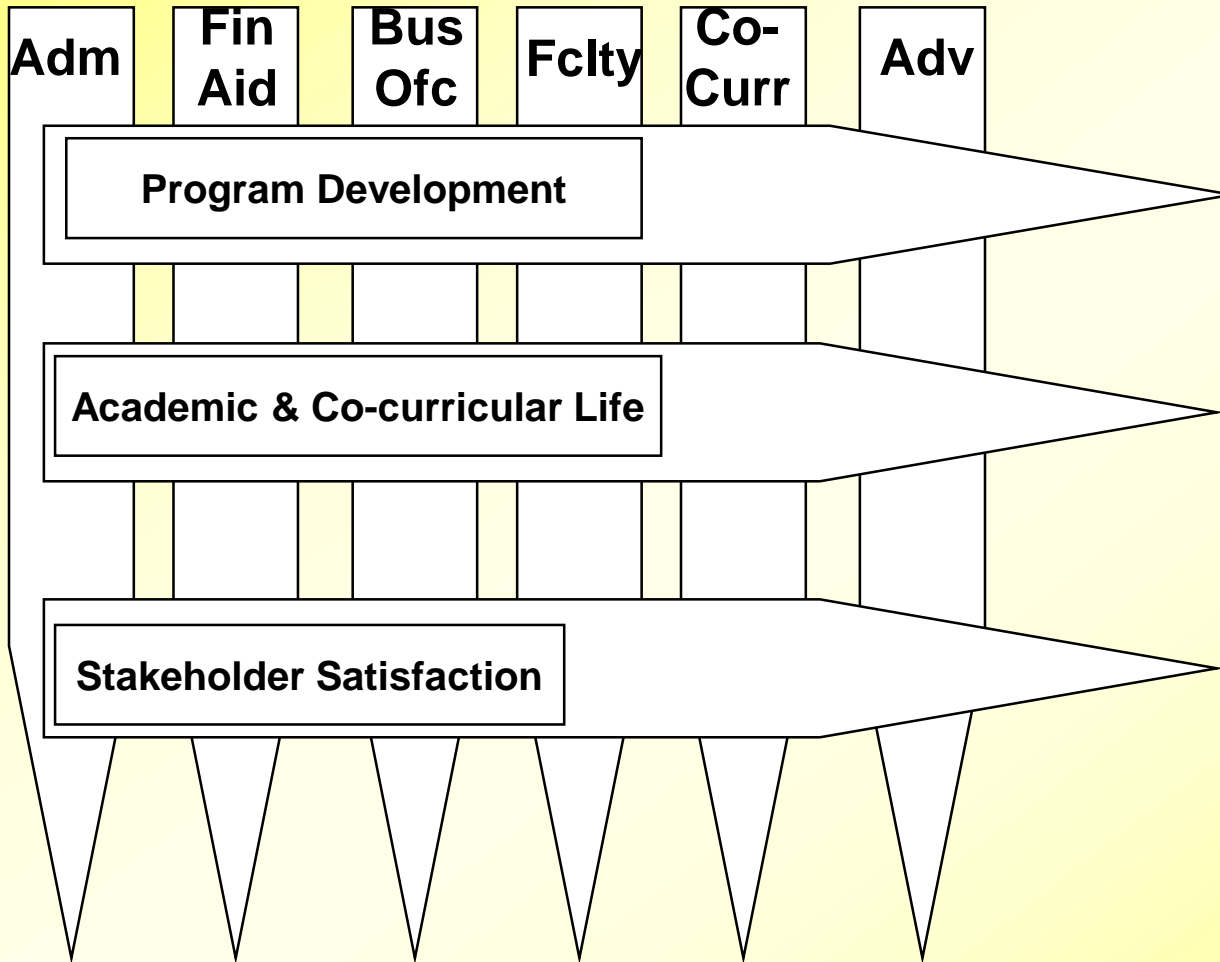 Adm
Fin
Aid
Bus
Ofc
Fclty
Co-
Curr
Adv
Program Development
Academic & Co-curricular Life
Stakeholder Satisfaction